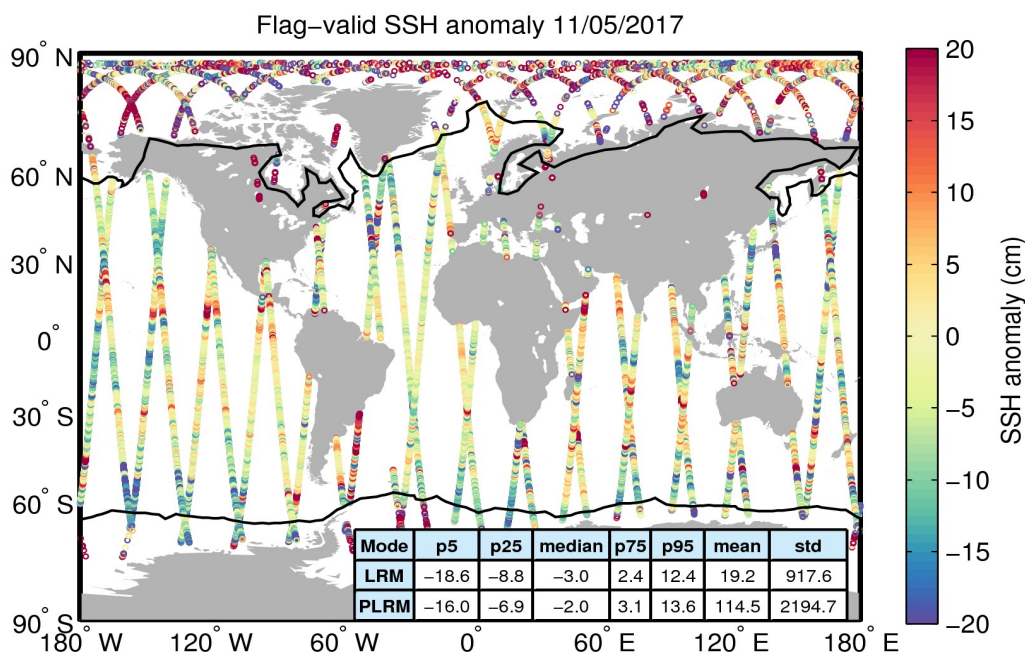 Flag−valid SSH anomaly 11/05/2017
90° N
60° N
30° N
0°
30° S
60° S
90° S
180° W
120° W
60° W
0°
60° E
120° E
180° E
Mode p5 p25 median p75 p95 mean std
LRM −18.6 −8.8 −3.0 2.4 12.4 19.2 917.6
PLRM −16.0 −6.9 −2.0 3.1 13.6 114.5 2194.7
20
15
10
5
0
−5
−10
−15
−20
SSH anomaly (cm)